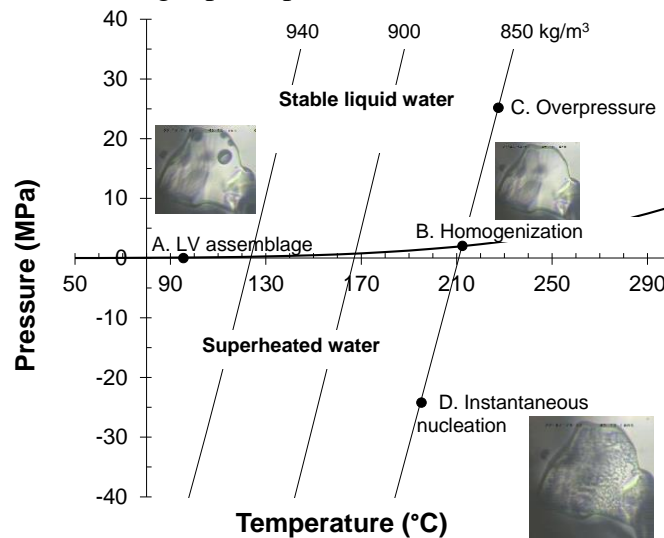 940
900
850 kg/m³
40
Stable liquid water
30
C. Overpressure
20
10
B. Homogenization
A. LV assemblage
0
50
90
130
170
210
250
290
-10
Superheated water
-20
D. Instantaneous
nucleation
-30
-40
Pressure (MPa)
Temperature (°C)